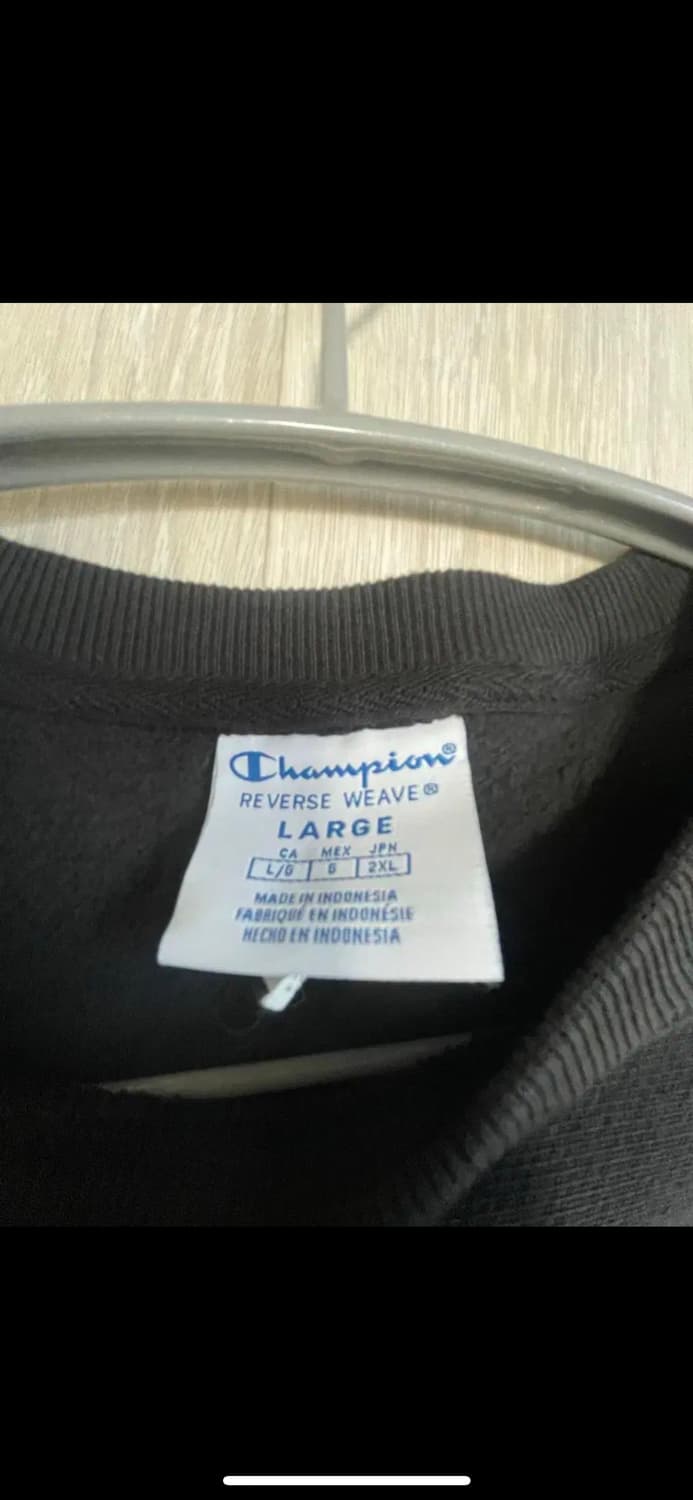 Champion®
REVERSE WEAVE®
LARGE
CA MEX JPN
L/G G 2XL
MADE IN INDONESIA
FABRIQUÉ EN INDONÉSIE
HECHO EN INDONESIA